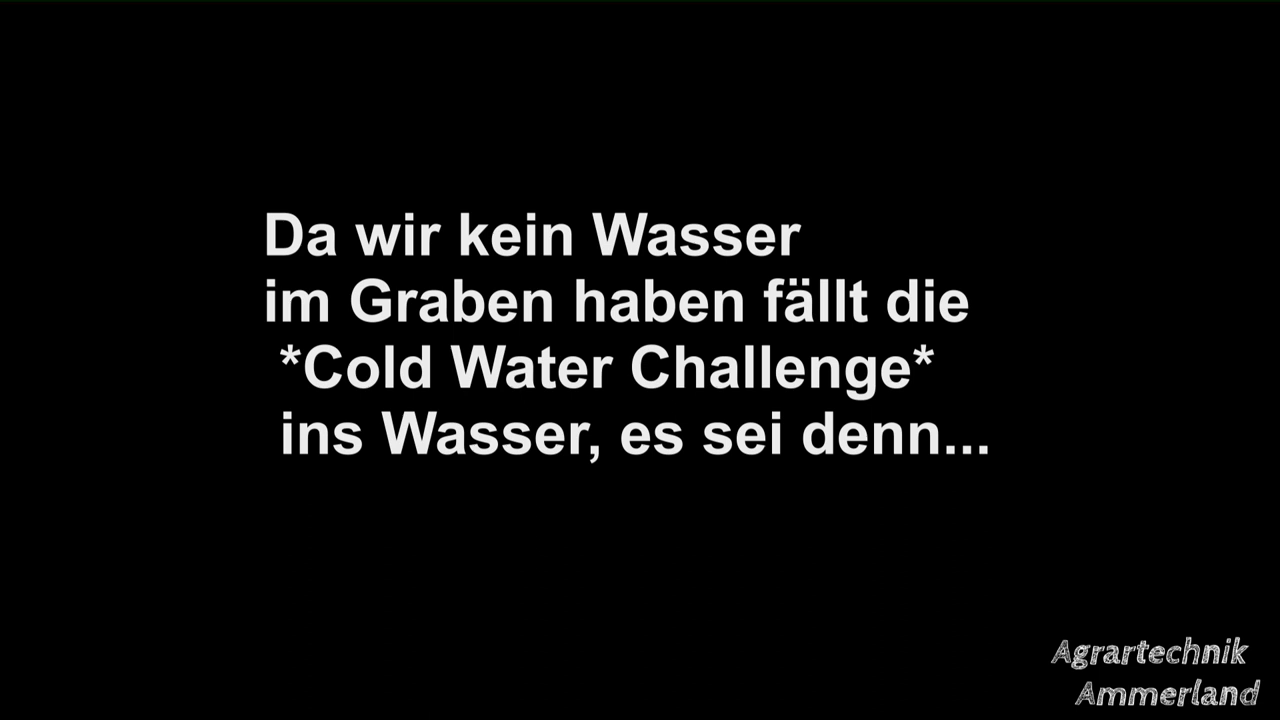 Da wir kein Wasser
im Graben haben fällt die
*Cold Water Challenge*
ins Wasser, es sei denn...
Agrartechnik
Ammerland